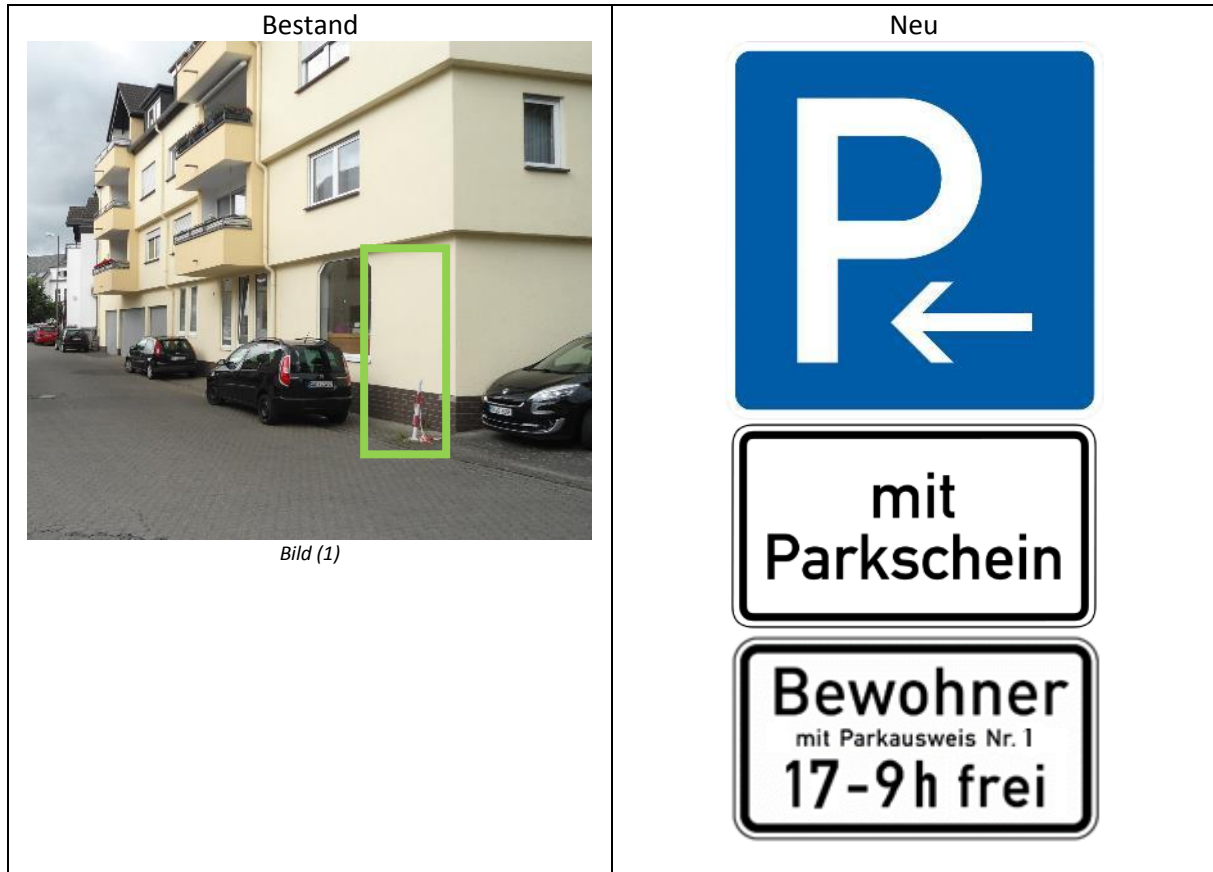 Bestand
Bild (1)
Neu
P
mit
Parkschein
Bewohner
mit Parkausweis Nr. 1
17-9h frei